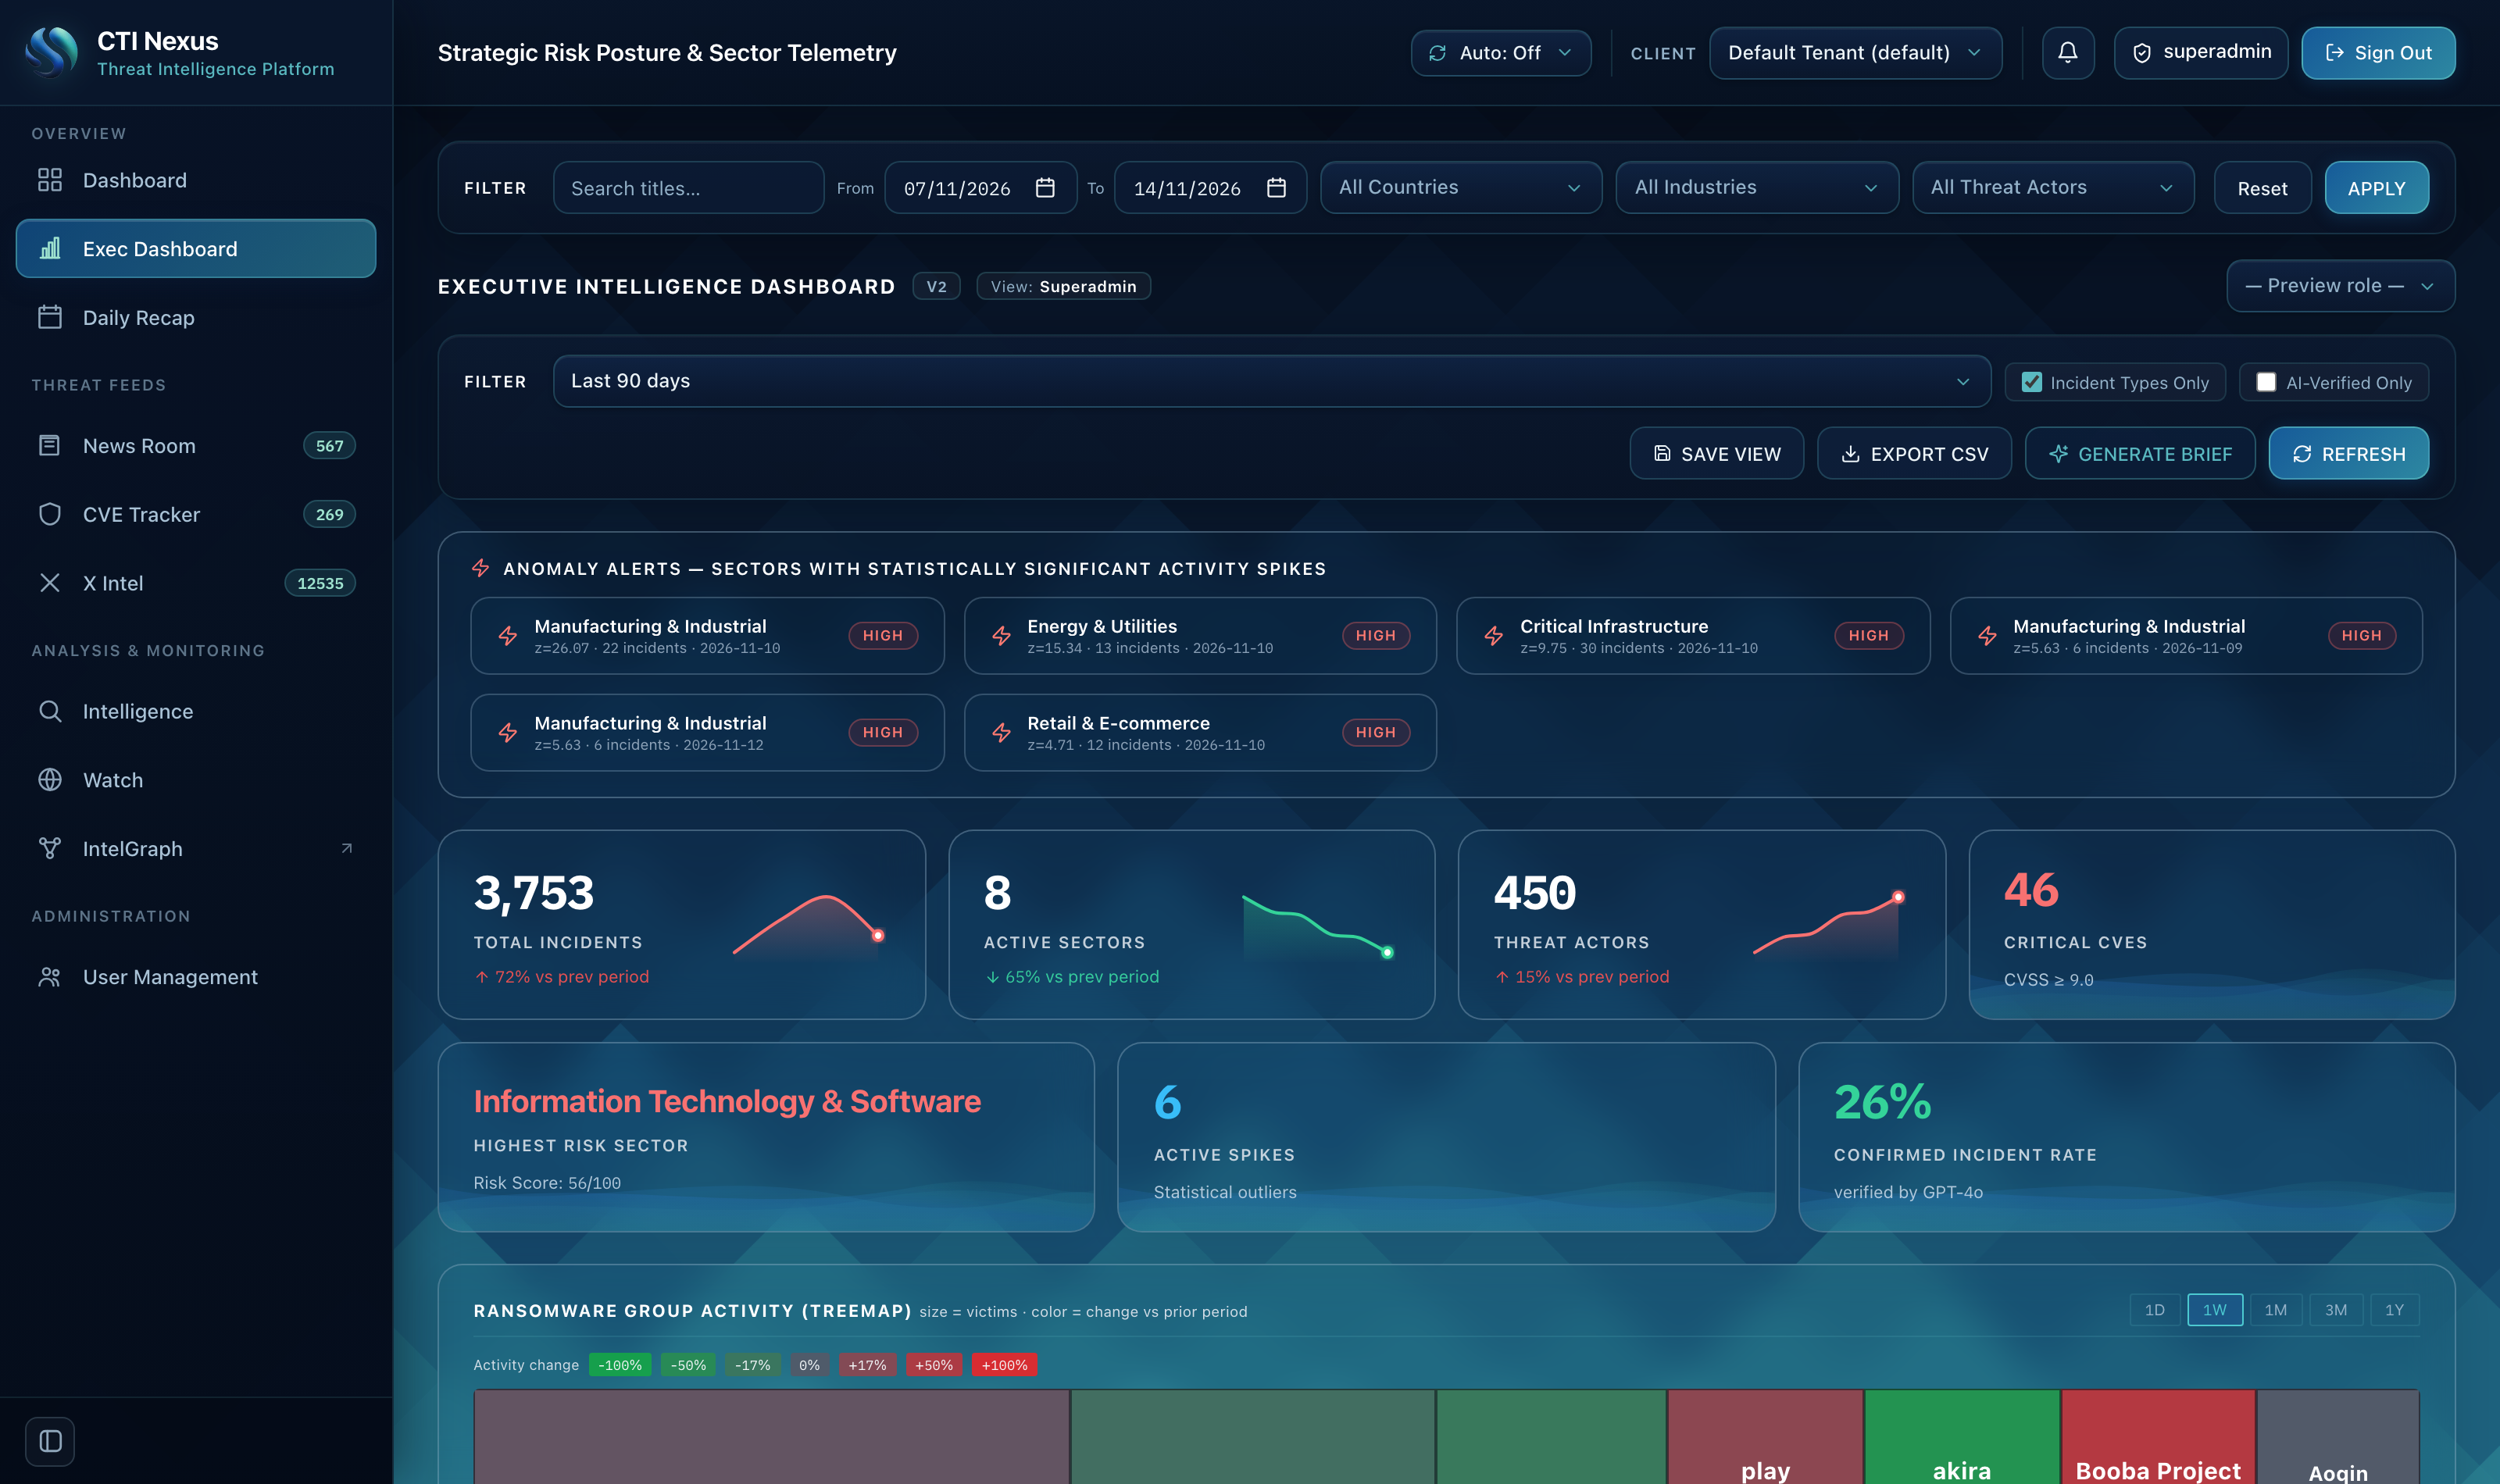 CTI Nexus
Threat Intelligence Platform
Strategic Risk Posture & Sector Telemetry
Auto: Off
CLIENT
Default Tenant (default)
superadmin
Sign Out
OVERVIEW
Dashboard
Exec Dashboard
Daily Recap
THREAT FEEDS
News Room
567
CVE Tracker
269
X Intel
12535
ANALYSIS & MONITORING
Intelligence
Watch
IntelGraph
ADMINISTRATION
User Management
FILTER
Search titles...
From
07/11/2026
To
14/11/2026
All Countries
All Industries
All Threat Actors
Reset
APPLY
EXECUTIVE INTELLIGENCE DASHBOARD
V2
View: Superadmin
— Preview role —
FILTER
Last 90 days
Incident Types Only
AI-Verified Only
SAVE VIEW
EXPORT CSV
GENERATE BRIEF
REFRESH
ANOMALY ALERTS — SECTORS WITH STATISTICALLY SIGNIFICANT ACTIVITY SPIKES
Manufacturing & Industrial
z=26.07 · 22 incidents · 2026-11-10
HIGH
Energy & Utilities
z=15.34 · 13 incidents · 2026-11-10
HIGH
Critical Infrastructure
z=9.75 · 30 incidents · 2026-11-10
HIGH
Manufacturing & Industrial
z=5.63 · 6 incidents · 2026-11-09
HIGH
Manufacturing & Industrial
z=5.63 · 6 incidents · 2026-11-12
HIGH
Retail & E-commerce
z=4.71 · 12 incidents · 2026-11-10
HIGH
3,753
TOTAL INCIDENTS
↑ 72% vs prev period
8
ACTIVE SECTORS
↓ 65% vs prev period
450
THREAT ACTORS
↑ 15% vs prev period
46
CRITICAL CVES
CVSS ≥ 9.0
Information Technology & Software
HIGHEST RISK SECTOR
Risk Score: 56/100
6
ACTIVE SPIKES
Statistical outliers
26%
CONFIRMED INCIDENT RATE
verified by GPT-4o
RANSOMWARE GROUP ACTIVITY (TREEMAP) size = victims · color = change vs prior period
1D
1W
1M
3M
1Y
Activity change
-100%
-50%
-17%
0%
+17%
+50%
+100%
play
akira
Booba Project
Aoqin